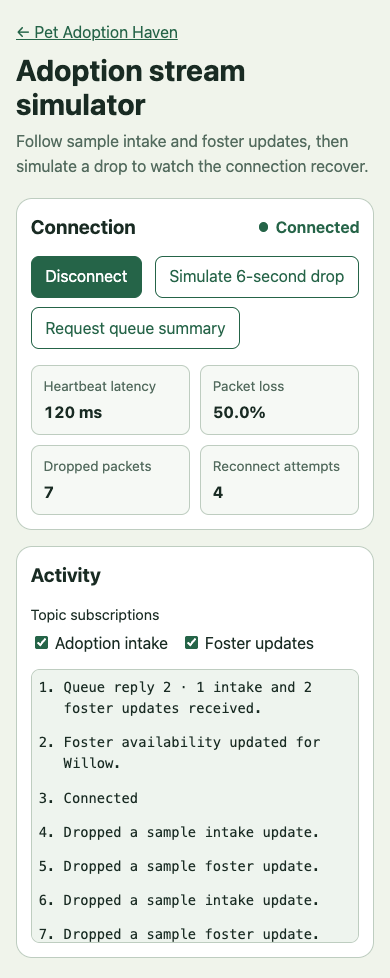 ← Pet Adoption Haven
Adoption stream
simulator
Follow sample intake and foster updates, then
simulate a drop to watch the connection recover.
Connection
Connected
Disconnect
Simulate 6-second drop
Request queue summary
Heartbeat latency
120 ms
Packet loss
50.0%
Dropped packets
7
Reconnect attempts
4
Activity
Topic subscriptions
Adoption intake
Foster updates
1. Queue reply 2 · 1 intake and 2
foster updates received.
2. Foster availability updated for
Willow.
3. Connected
4. Dropped a sample intake update.
5. Dropped a sample foster update.
6. Dropped a sample intake update.
7. Dropped a sample foster update.